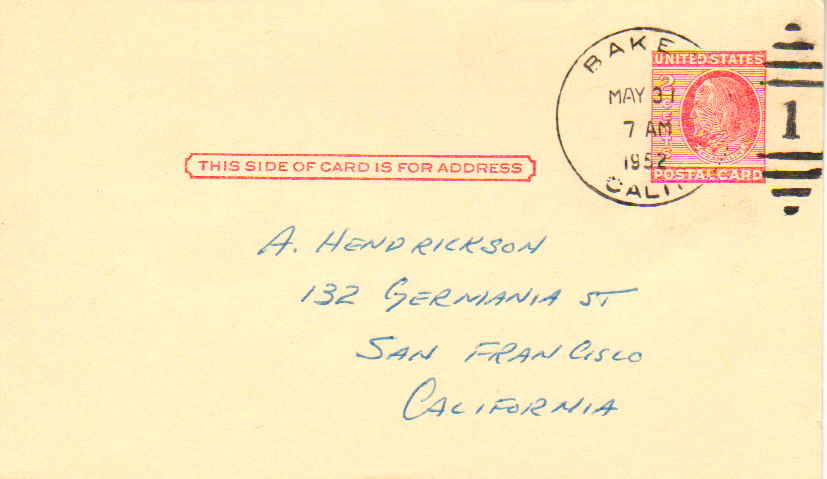 BAKE
MAY 31
7 AM
1952
CALIF
UNITED STATES
POSTAL CARD
1
THIS SIDE OF CARD IS FOR ADDRESS
A. HENDRICKSON
132 GERMANIA ST
SAN FRANCISCO
CALIFORNIA